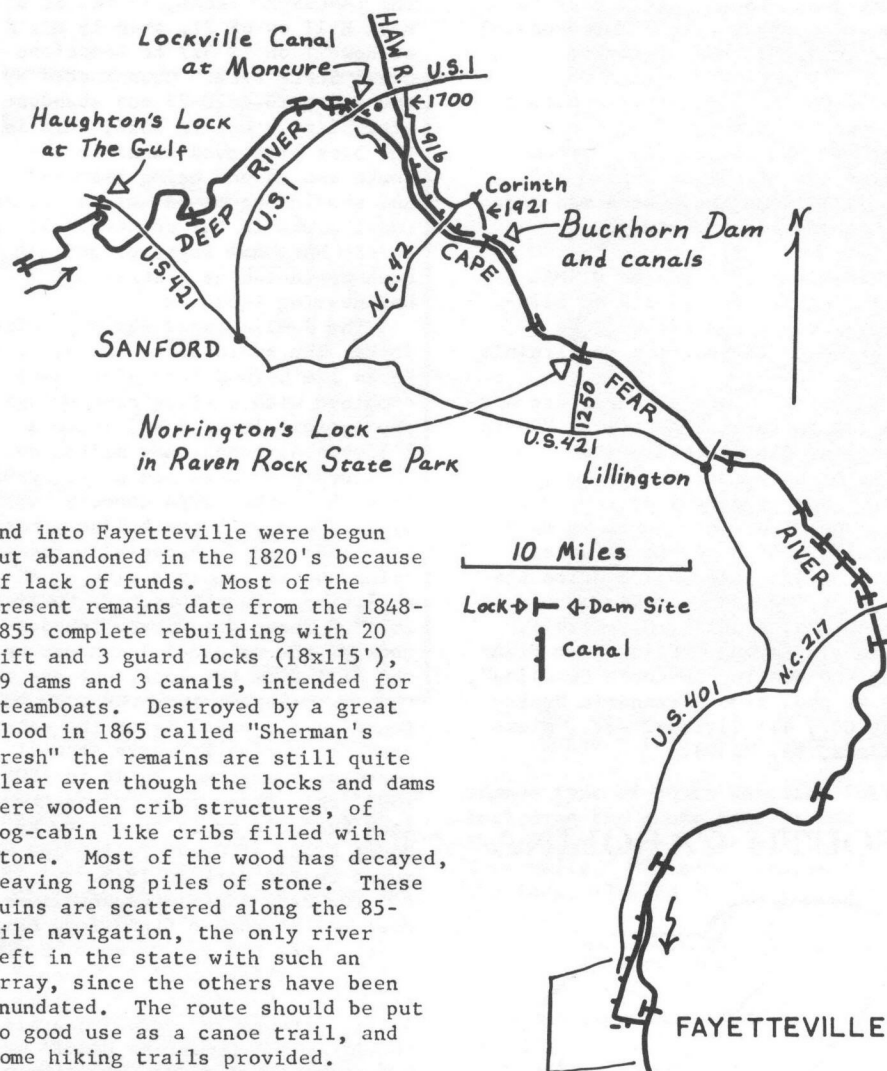 Lockville Canal
at Moncure
HAW R.
U.S.1
1700
1916
Haughton's Lock
at The Gulf
DEEP RIVER
U.S.1
Corinth
1921
Buckhorn Dam
and canals
N
U.S.421
N.C.42
CAPE
SANFORD
FEAR
1250
U.S.421
Norrington's Lock
in Raven Rock State Park
Lillington
RIVER
10 Miles
Lock Dam Site
Canal
N.C.217
U.S.401
FAYETTEVILLE
nd into Fayetteville were begun
ut abandoned in the 1820's because
f lack of funds. Most of the
resent remains date from the 1848-
855 complete rebuilding with 20
ift and 3 guard locks (18x115'),
9 dams and 3 canals, intended for
teamboats. Destroyed by a great
lood in 1865 called "Sherman's
resh" the remains are still quite
lear even though the locks and dams
ere wooden crib structuress, of
og-cabin like cribs filled with
tone. Most of the wood has decayed,
eaving long piles of stone. These
uins are scattered along the 85-
ile navigation, the only river
eft in the state with such an
rray, since the others have been
nundated. The route should be put
o good use as a canoe trail, and
ome hiking trails provided.